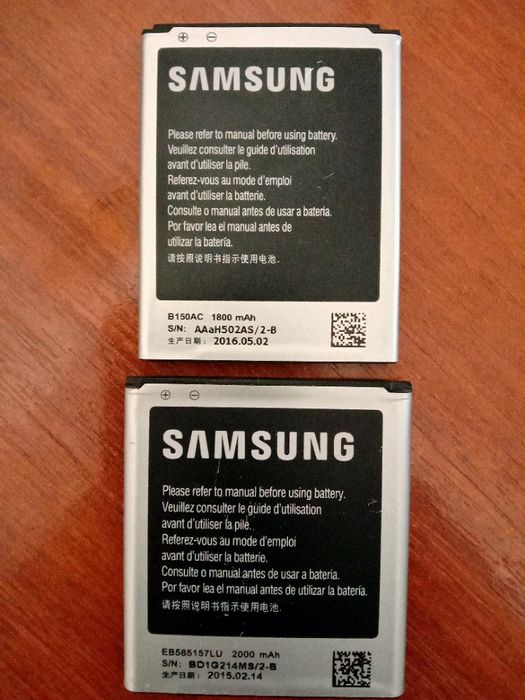 ⊕ ⊖
SAMSUNG
Please refer to manual before using battery.
Veuillez consulter le guide d'utilisation
avant d'utiliser la pile.
Referez-vous au mode d'emploi
avant d'utiliser la batterie.
Consulte o manual antes de usar a bateria.
Por favor lea el manual antes de
utilizar la batería.
请按照说明书指示使用电池.
B150AC 1800 mAh
S/N: AAaH502AS/2-B
生产日期: 2016.05.02
⊕ ⊖
SAMSUNG
Please refer to manual before using battery.
Veuillez consulter le guide d'utilisation
avant d'utiliser la pile.
Referez-vous au mode d'emploi
avant d'utiliser la batterie.
Consulte o manual antes de usar a bateria.
Por favor lea el manual antes de utilizar la batería.
请按照说明书指示使用电池.
EB585157LU 2000 mAh
S/N: BD1G214MS/2-B
生产日期: 2015.02.14